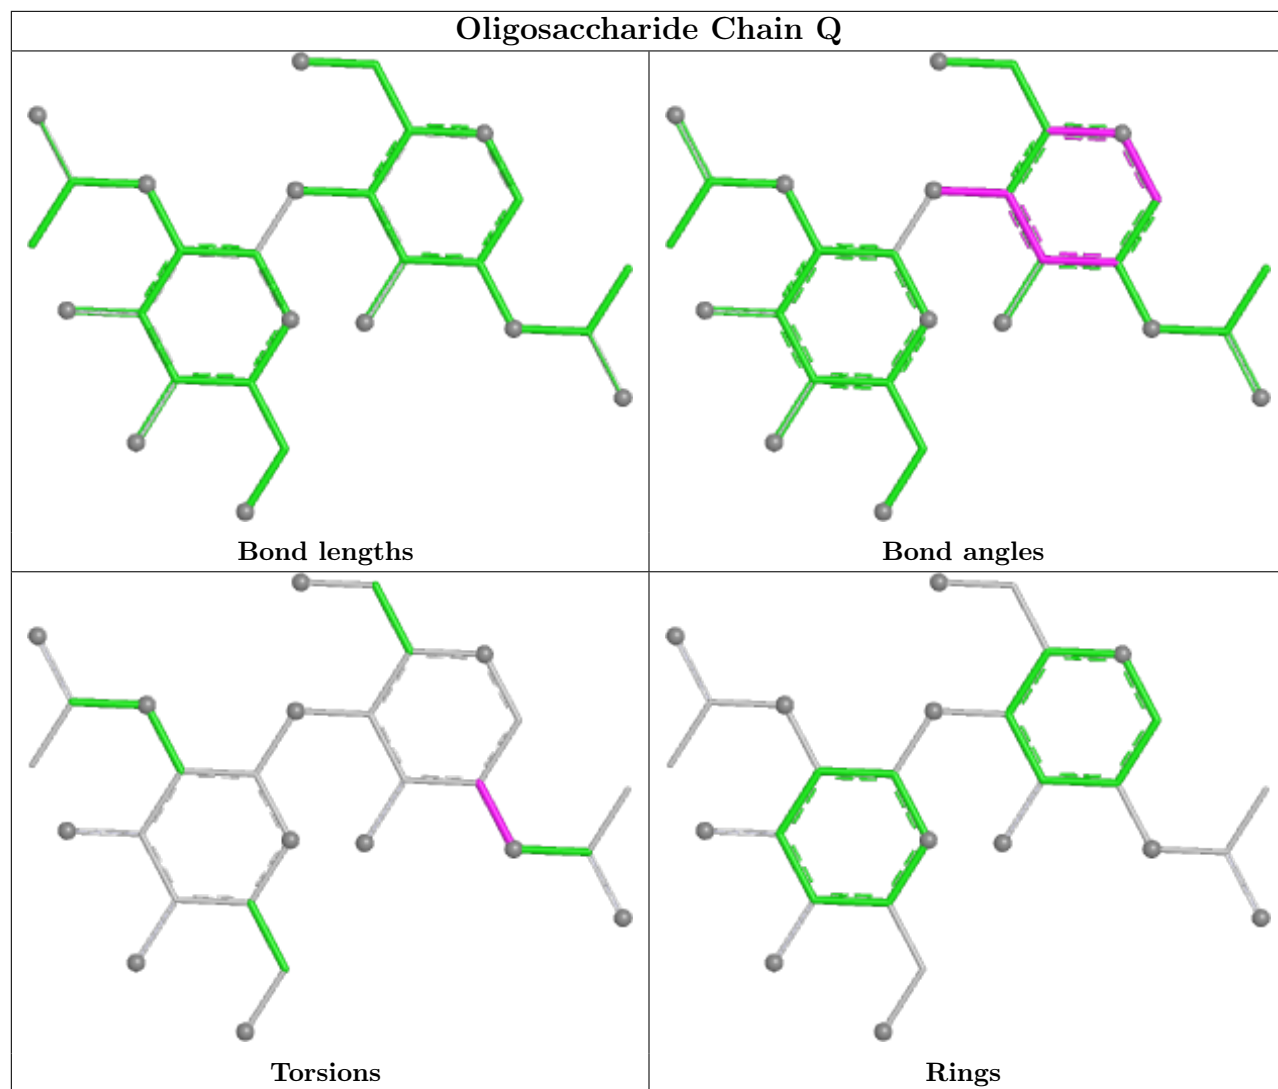 Oligosaccharide Chain Q
Bond lengths
Bond angles
Torsions
Rings